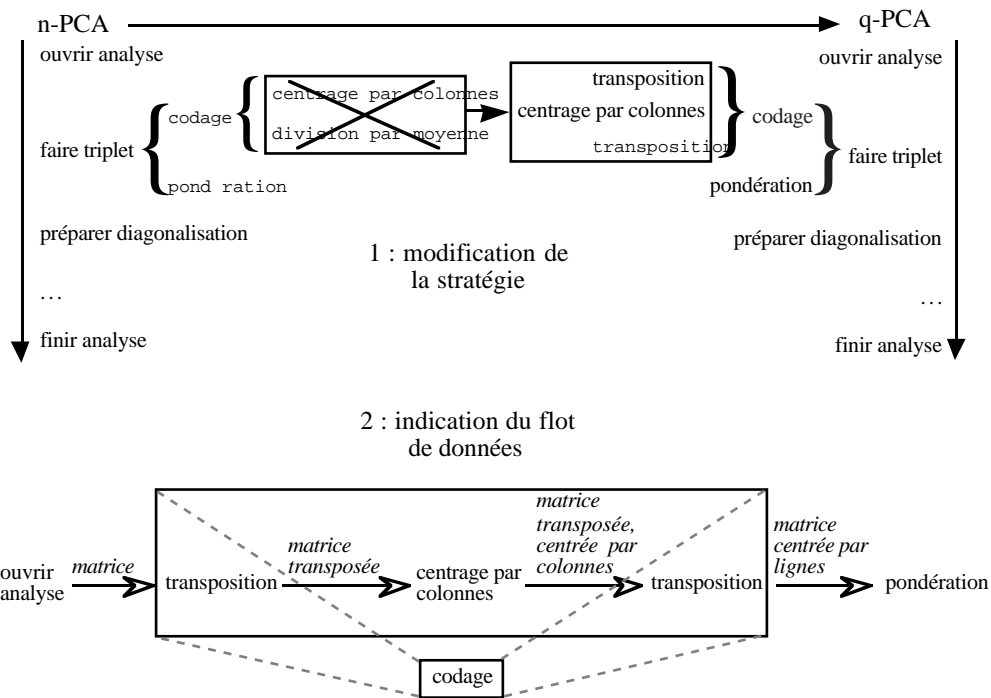 n-PCA
q-PCA
ouvrir analyse
ouvrir analyse
centrage par colonnes
division par moyenne
transposition
centrage par colonnes
transposition
codage
codage
faire triplet
faire triplet
pond ration
pondération
préparer diagonalisation
préparer diagonalisation
1 : modification de
la stratégie
...
...
finir analyse
finir analyse
2 : indication du flot
de données
ouvrir
analyse
matrice
transposition
matrice
transposée
centrage par
colonnes
matrice
transposée,
centrée par
colonnes
transposition
matrice
centrée par
lignes
pondération
codage